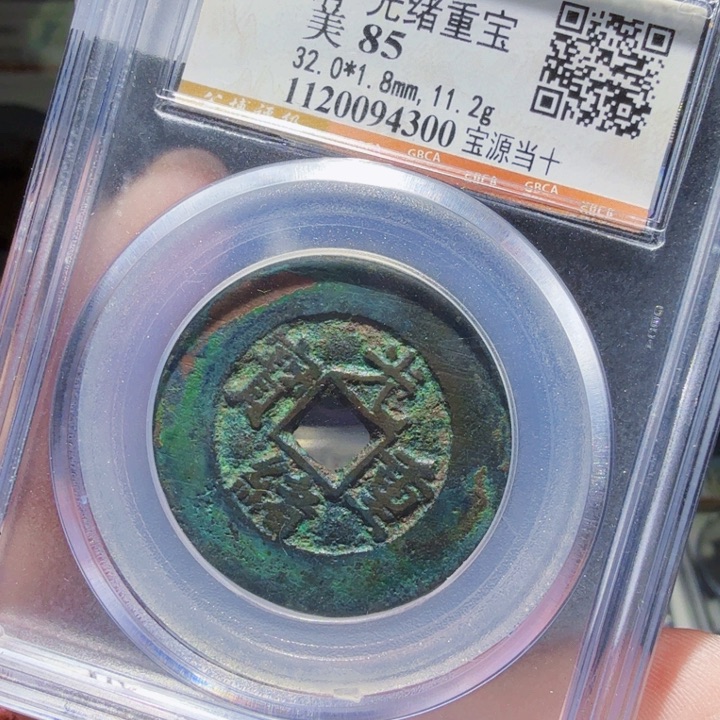 美 85 光绪重宝
32.0*1.8mm, 11.2g
1120094300 宝源当十
GBCA GBCA GBCA GBCA
光
重
緒
寶